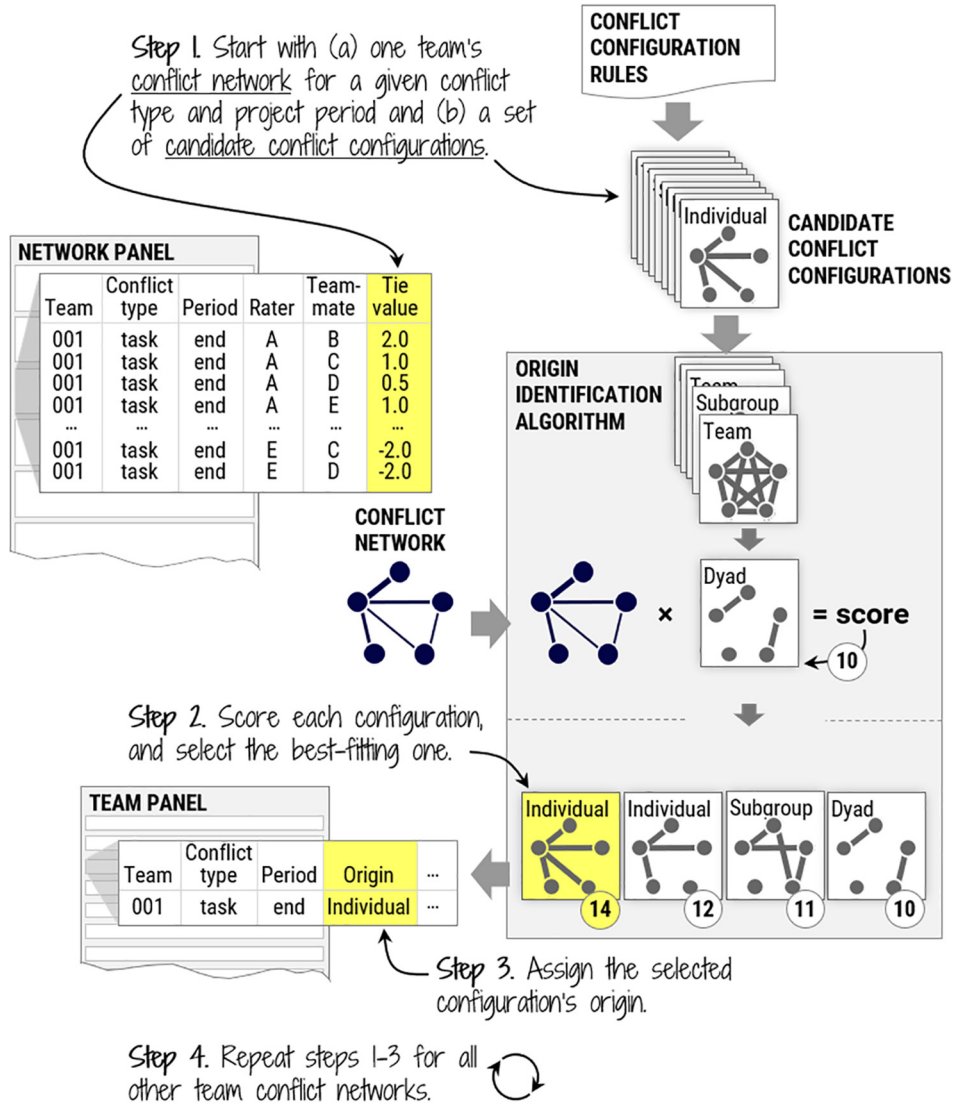 Step 1. Start with (a) one team's
conflict network for a given conflict
type and project period and (b) a set
of candidate conflict configurations.
CONFLICT
CONFIGURATION
RULES
Individual
CANDIDATE
CONFLICT
CONFIGURATIONS
NETWORK PANEL
Team Conflict type Period Rater Team-mate Tie value
001 task end A B 2.0
001 task end A C 1.0
001 task end A D 0.5
001 task end A E 1.0
... ... ... ... ... ...
001 task end E C -2.0
001 task end E D -2.0
ORIGIN
IDENTIFICATION
ALGORITHM
Team
Subgroup
Team
CONFLICT
NETWORK
×
Dyad
= score
10
Step 2. Score each configuration,
and select the best-fitting one.
Individual
14
Individual
12
Subgroup
11
Dyad
10
TEAM PANEL
Team Conflict type Period Origin ...
001 task end Individual ...
Step 3. Assign the selected
configuration's origin.
Step 4. Repeat steps 1-3 for all
other team conflict networks.